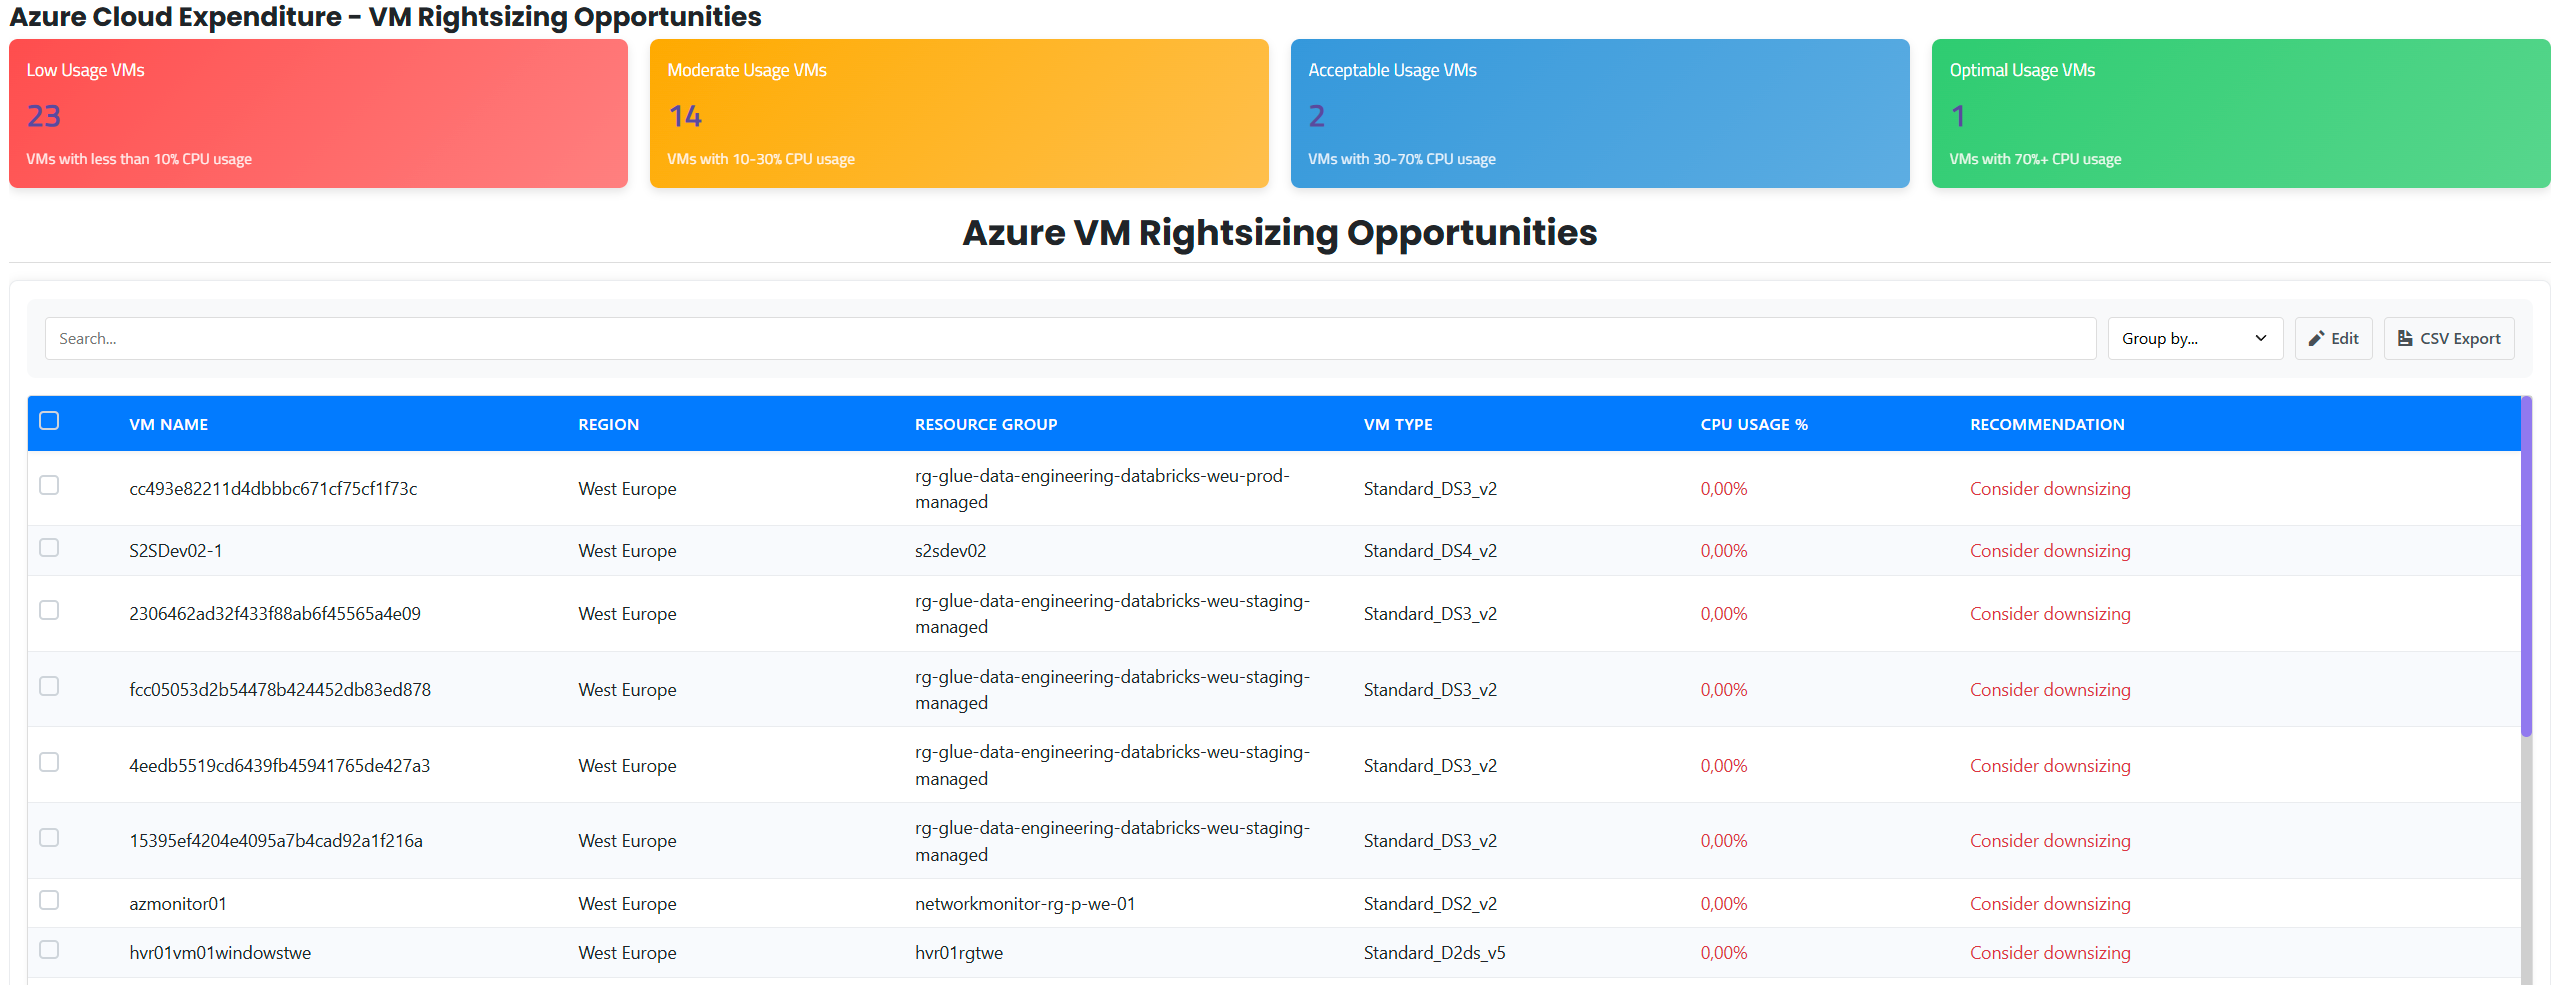 Azure Cloud Expenditure - VM Rightsizing Opportunities
Low Usage VMs
23
VMs with less than 10% CPU usage
Moderate Usage VMs
14
VMs with 10-30% CPU usage
Acceptable Usage VMs
2
VMs with 30-70% CPU usage
Optimal Usage VMs
1
VMs with 70%+ CPU usage
Azure VM Rightsizing Opportunities
Search... Group by... Edit CSV Export
VM NAME REGION RESOURCE GROUP VM TYPE CPU USAGE % RECOMMENDATION
cc493e82211d4dbbbc671cf75cf1f73c West Europe rg-glue-data-engineering-databricks-weu-prod-
managed Standard_DS3_v2 0,00% Consider downsizing
S2SDev02-1 West Europe s2sdev02 Standard_DS4_v2 0,00% Consider downsizing
2306462ad32f433f88ab6f45565a4e09 West Europe rg-glue-data-engineering-databricks-weu-staging-
managed Standard_DS3_v2 0,00% Consider downsizing
fcc05053d2b54478b424452db83ed878 West Europe rg-glue-data-engineering-databricks-weu-staging-
managed Standard_DS3_v2 0,00% Consider downsizing
4eedb5519cd6439fb45941765de427a3 West Europe rg-glue-data-engineering-databricks-weu-staging-
managed Standard_DS3_v2 0,00% Consider downsizing
15395ef4204e4095a7b4cad92a1f216a West Europe rg-glue-data-engineering-databricks-weu-staging-
managed Standard_DS3_v2 0,00% Consider downsizing
azmonitor01 West Europe networkmonitor-rg-p-we-01 Standard_DS2_v2 0,00% Consider downsizing
hvr01vm01windowstwe West Europe hvr01rgtwe Standard_D2ds_v5 0,00% Consider downsizing